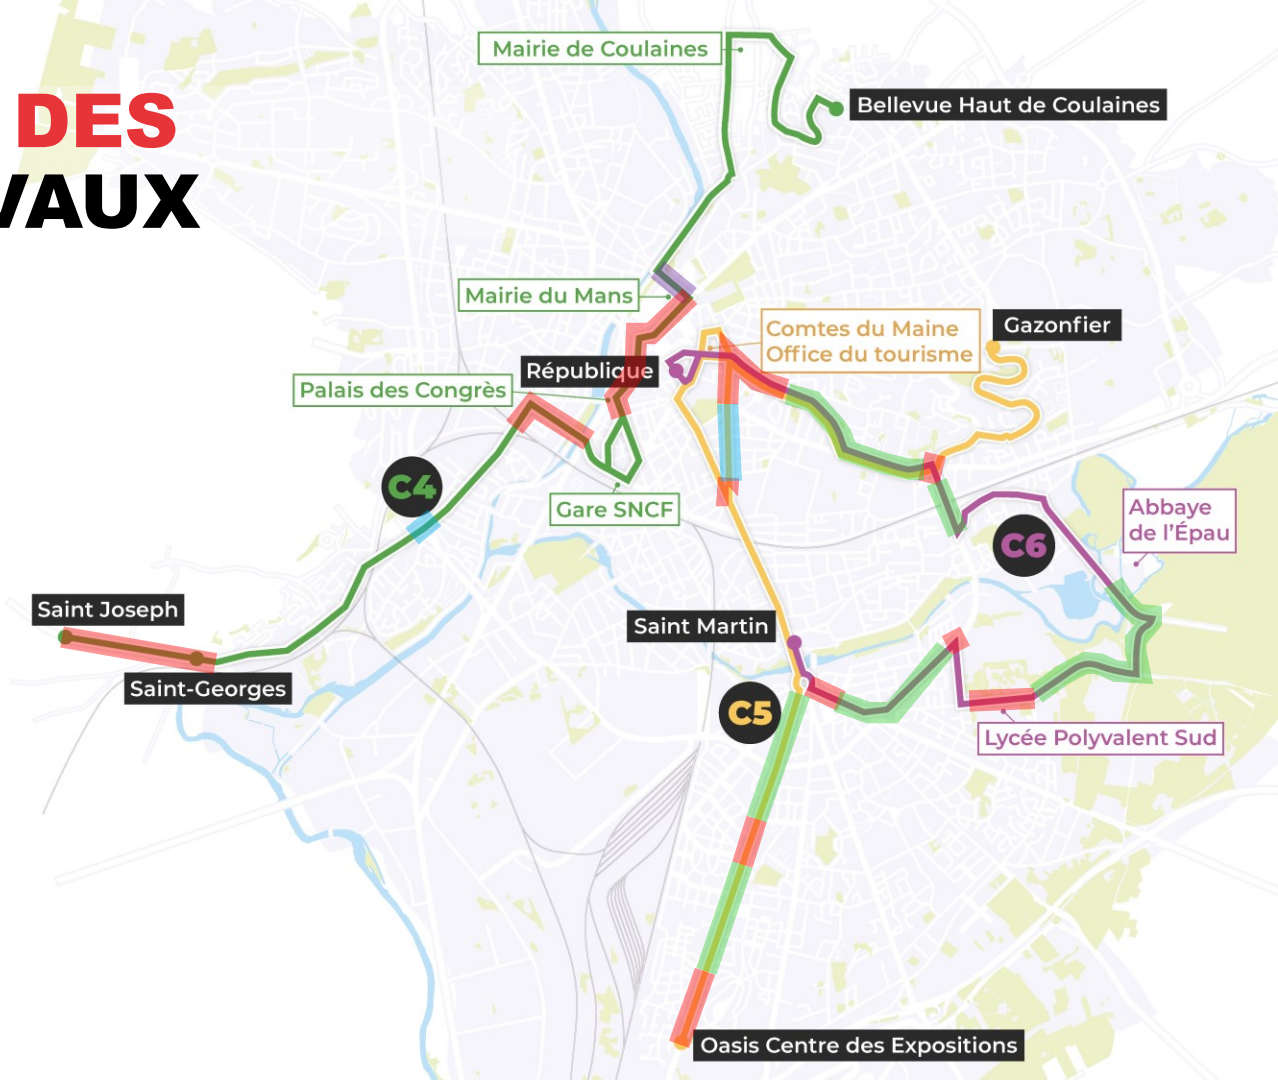 DES
VAUX
Mairie de Coulaines
Bellevue Haut de Coulaines
Mairie du Mans
Comtes du Maine
Office du tourisme
Gazonfier
République
Palais des Congrès
C4
Gare SNCF
Abbaye
de l'Épau
C6
Saint Joseph
Saint Martin
Saint-Georges
C5
Lycée Polyvalent Sud
Oasis Centre des Expositions